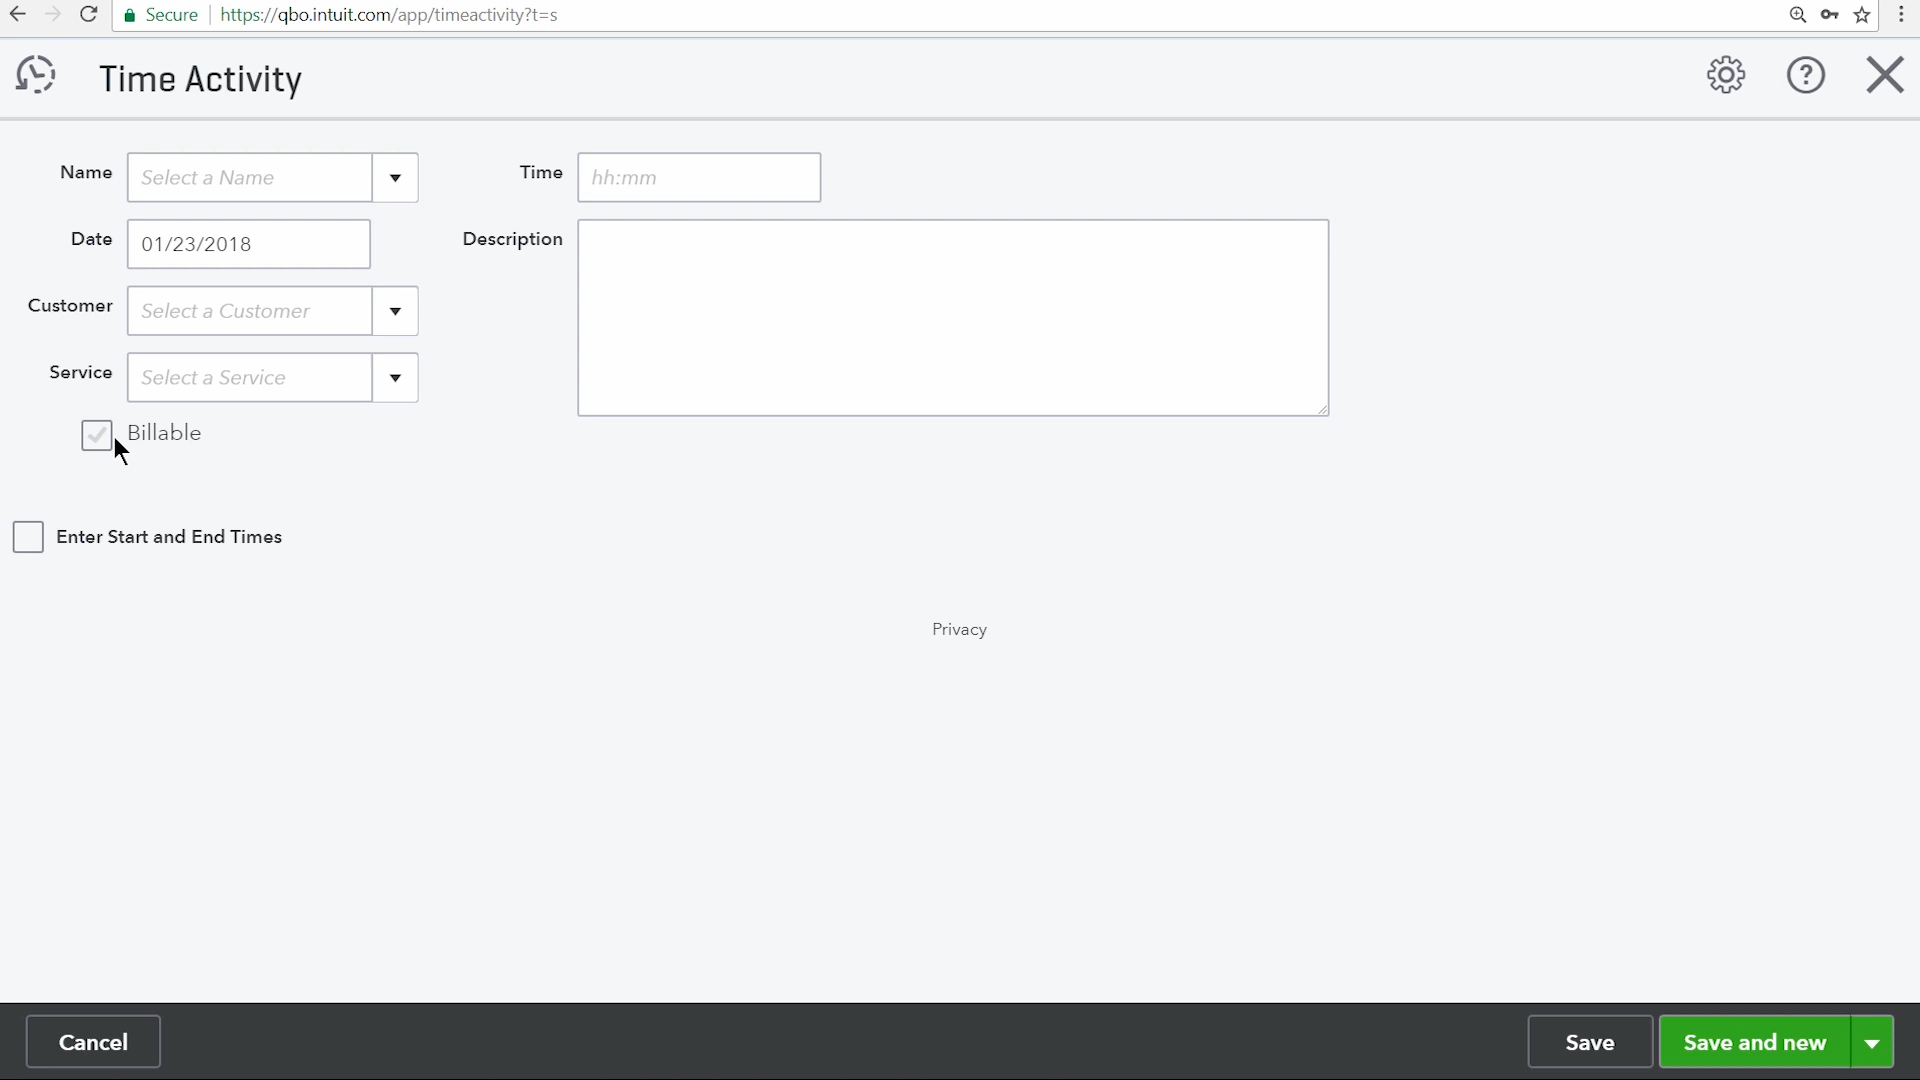 Secure https://qbo.intuit.com/app/timeactivity?t=s
Time Activity
Name Select a Name
Time hh:mm
Date 01/23/2018
Description
Customer Select a Customer
Service Select a Service
Billable
Enter Start and End Times
Privacy
Cancel
Save
Save and new